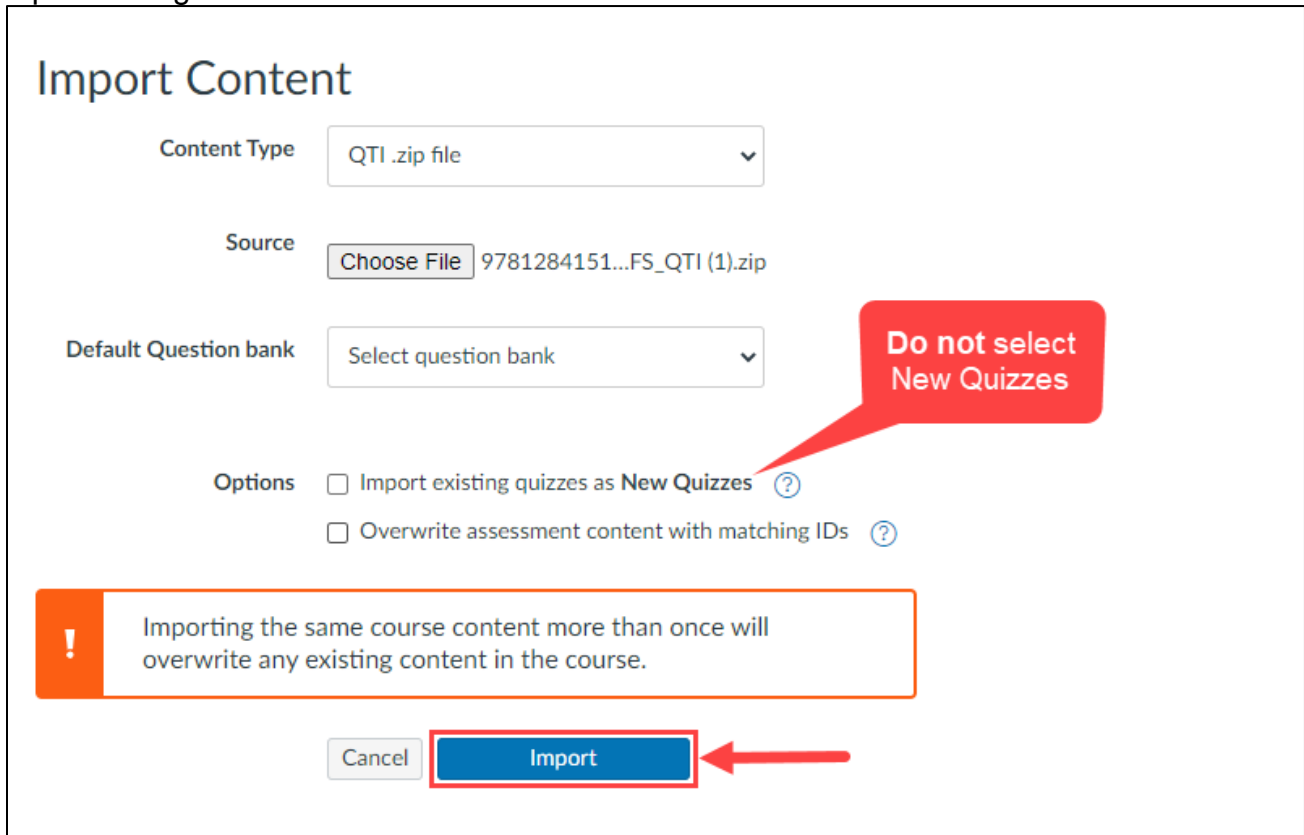 Import Content
Content Type
QTI .zip file
Source
Choose File 9781284151...FS_QTI (1).zip
Default Question bank
Select question bank
Do not select
New Quizzes
Options
Import existing quizzes as New Quizzes ?
Overwrite assessment content with matching IDs ?
!
Importing the same course content more than once will
overwrite any existing content in the course.
Cancel
Import